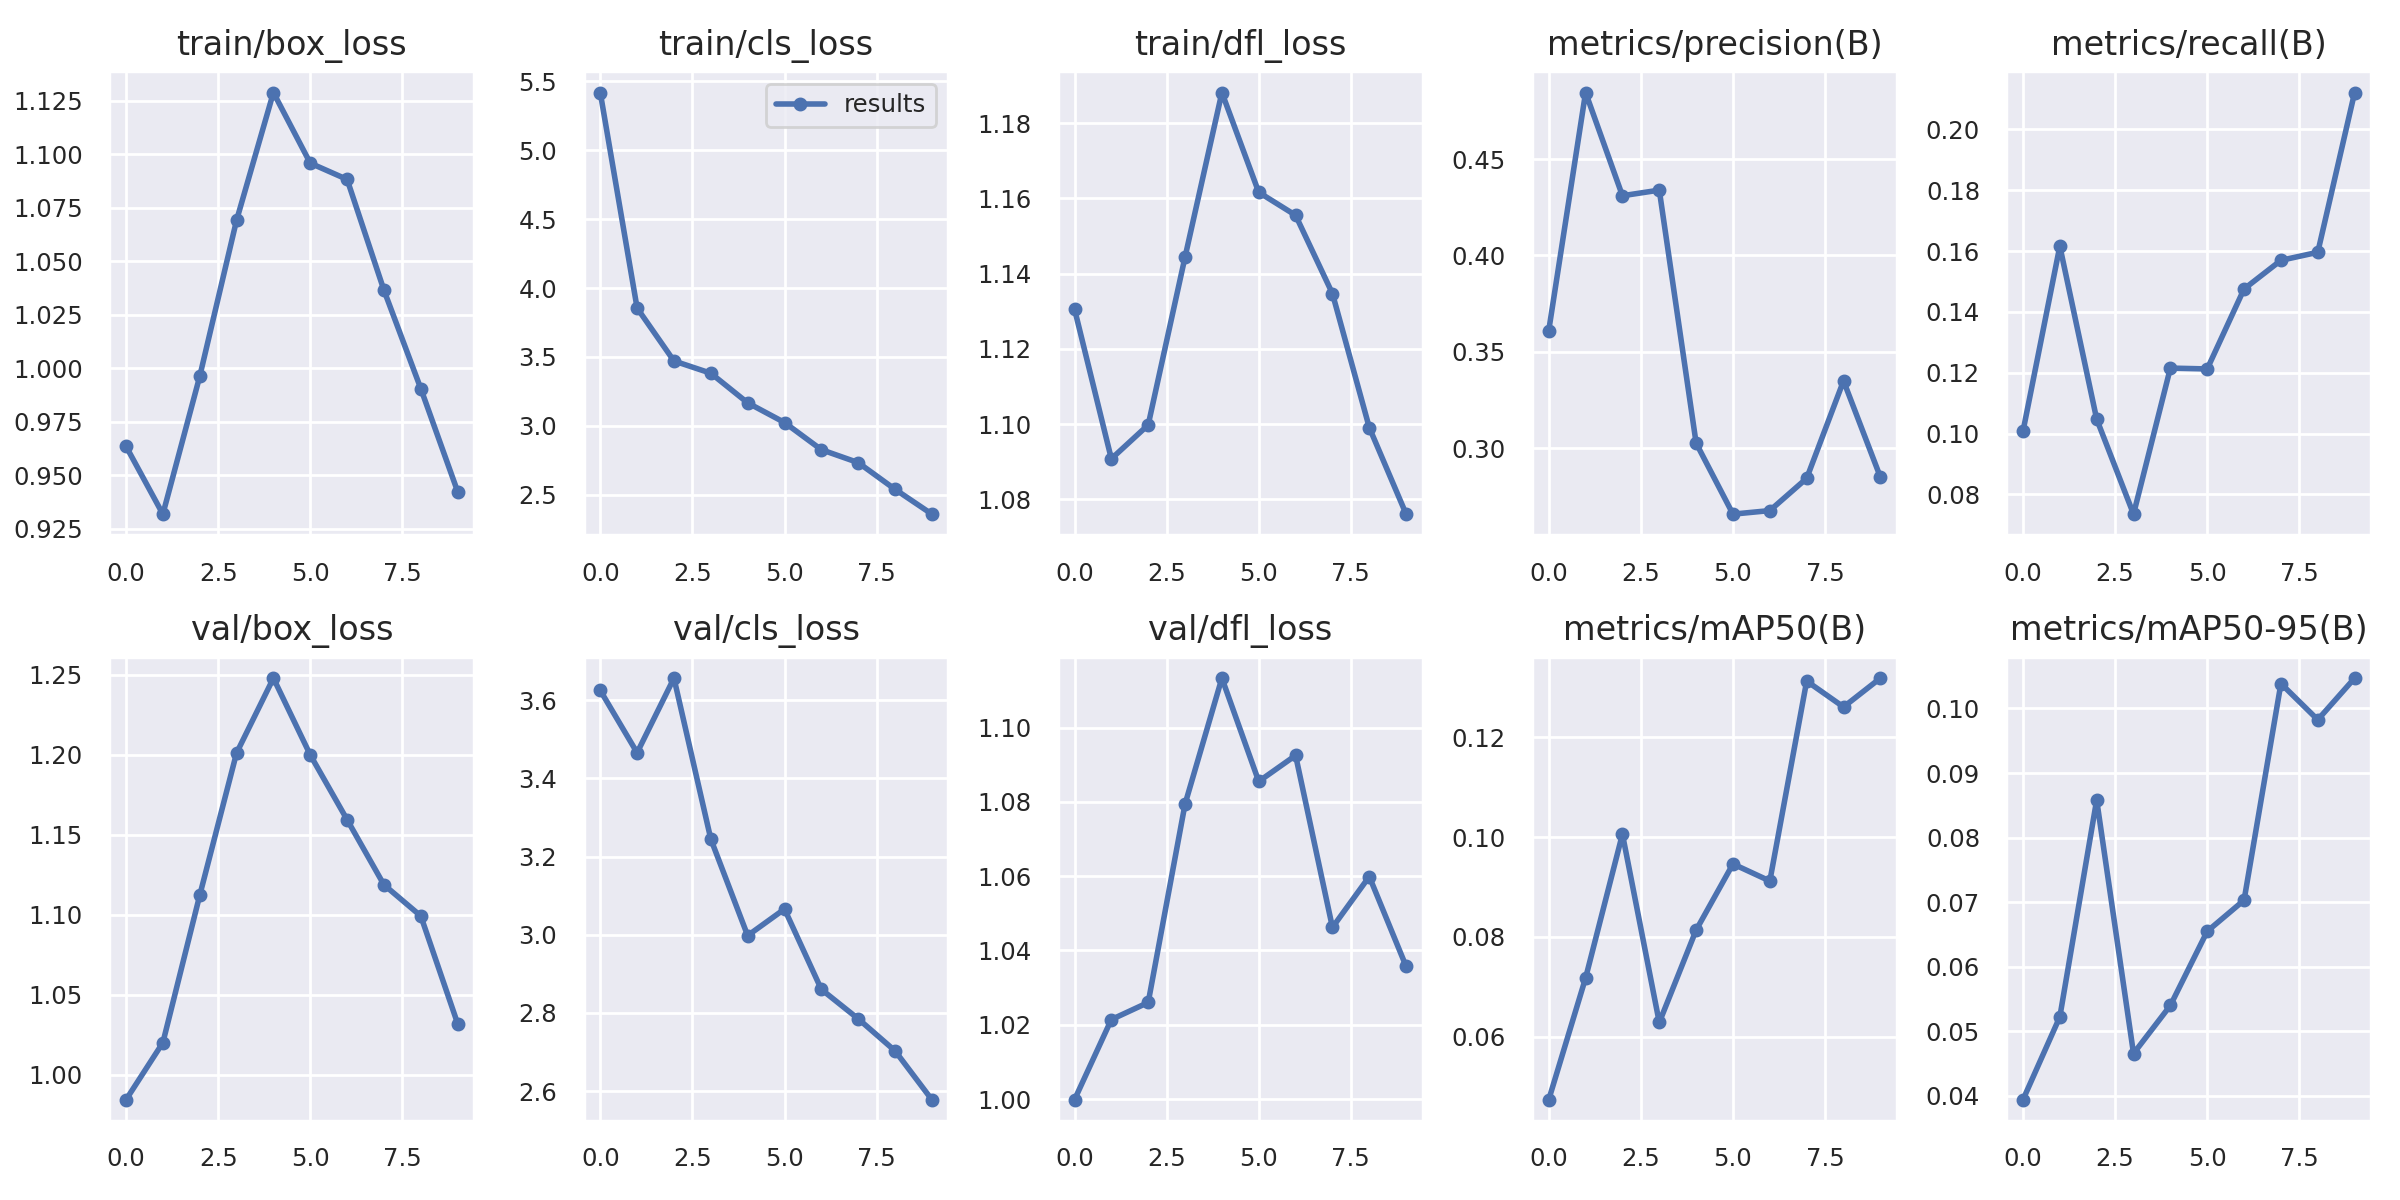 train/box_loss
1.125
1.100
1.075
1.050
1.025
1.000
0.975
0.950
0.925
0.0 2.5 5.0 7.5
train/cls_loss
results
5.5
5.0
4.5
4.0
3.5
3.0
2.5
0.0 2.5 5.0 7.5
train/dfl_loss
1.18
1.16
1.14
1.12
1.10
1.08
0.0 2.5 5.0 7.5
metrics/precision(B)
0.45
0.40
0.35
0.30
0.0 2.5 5.0 7.5
metrics/recall(B)
0.20
0.18
0.16
0.14
0.12
0.10
0.08
0.0 2.5 5.0 7.5
val/box_loss
1.25
1.20
1.15
1.10
1.05
1.00
0.0 2.5 5.0 7.5
val/cls_loss
3.6
3.4
3.2
3.0
2.8
2.6
0.0 2.5 5.0 7.5
val/dfl_loss
1.10
1.08
1.06
1.04
1.02
1.00
0.0 2.5 5.0 7.5
metrics/mAP50(B)
0.12
0.10
0.08
0.06
0.0 2.5 5.0 7.5
metrics/mAP50-95(B)
0.10
0.09
0.08
0.07
0.06
0.05
0.04
0.0 2.5 5.0 7.5